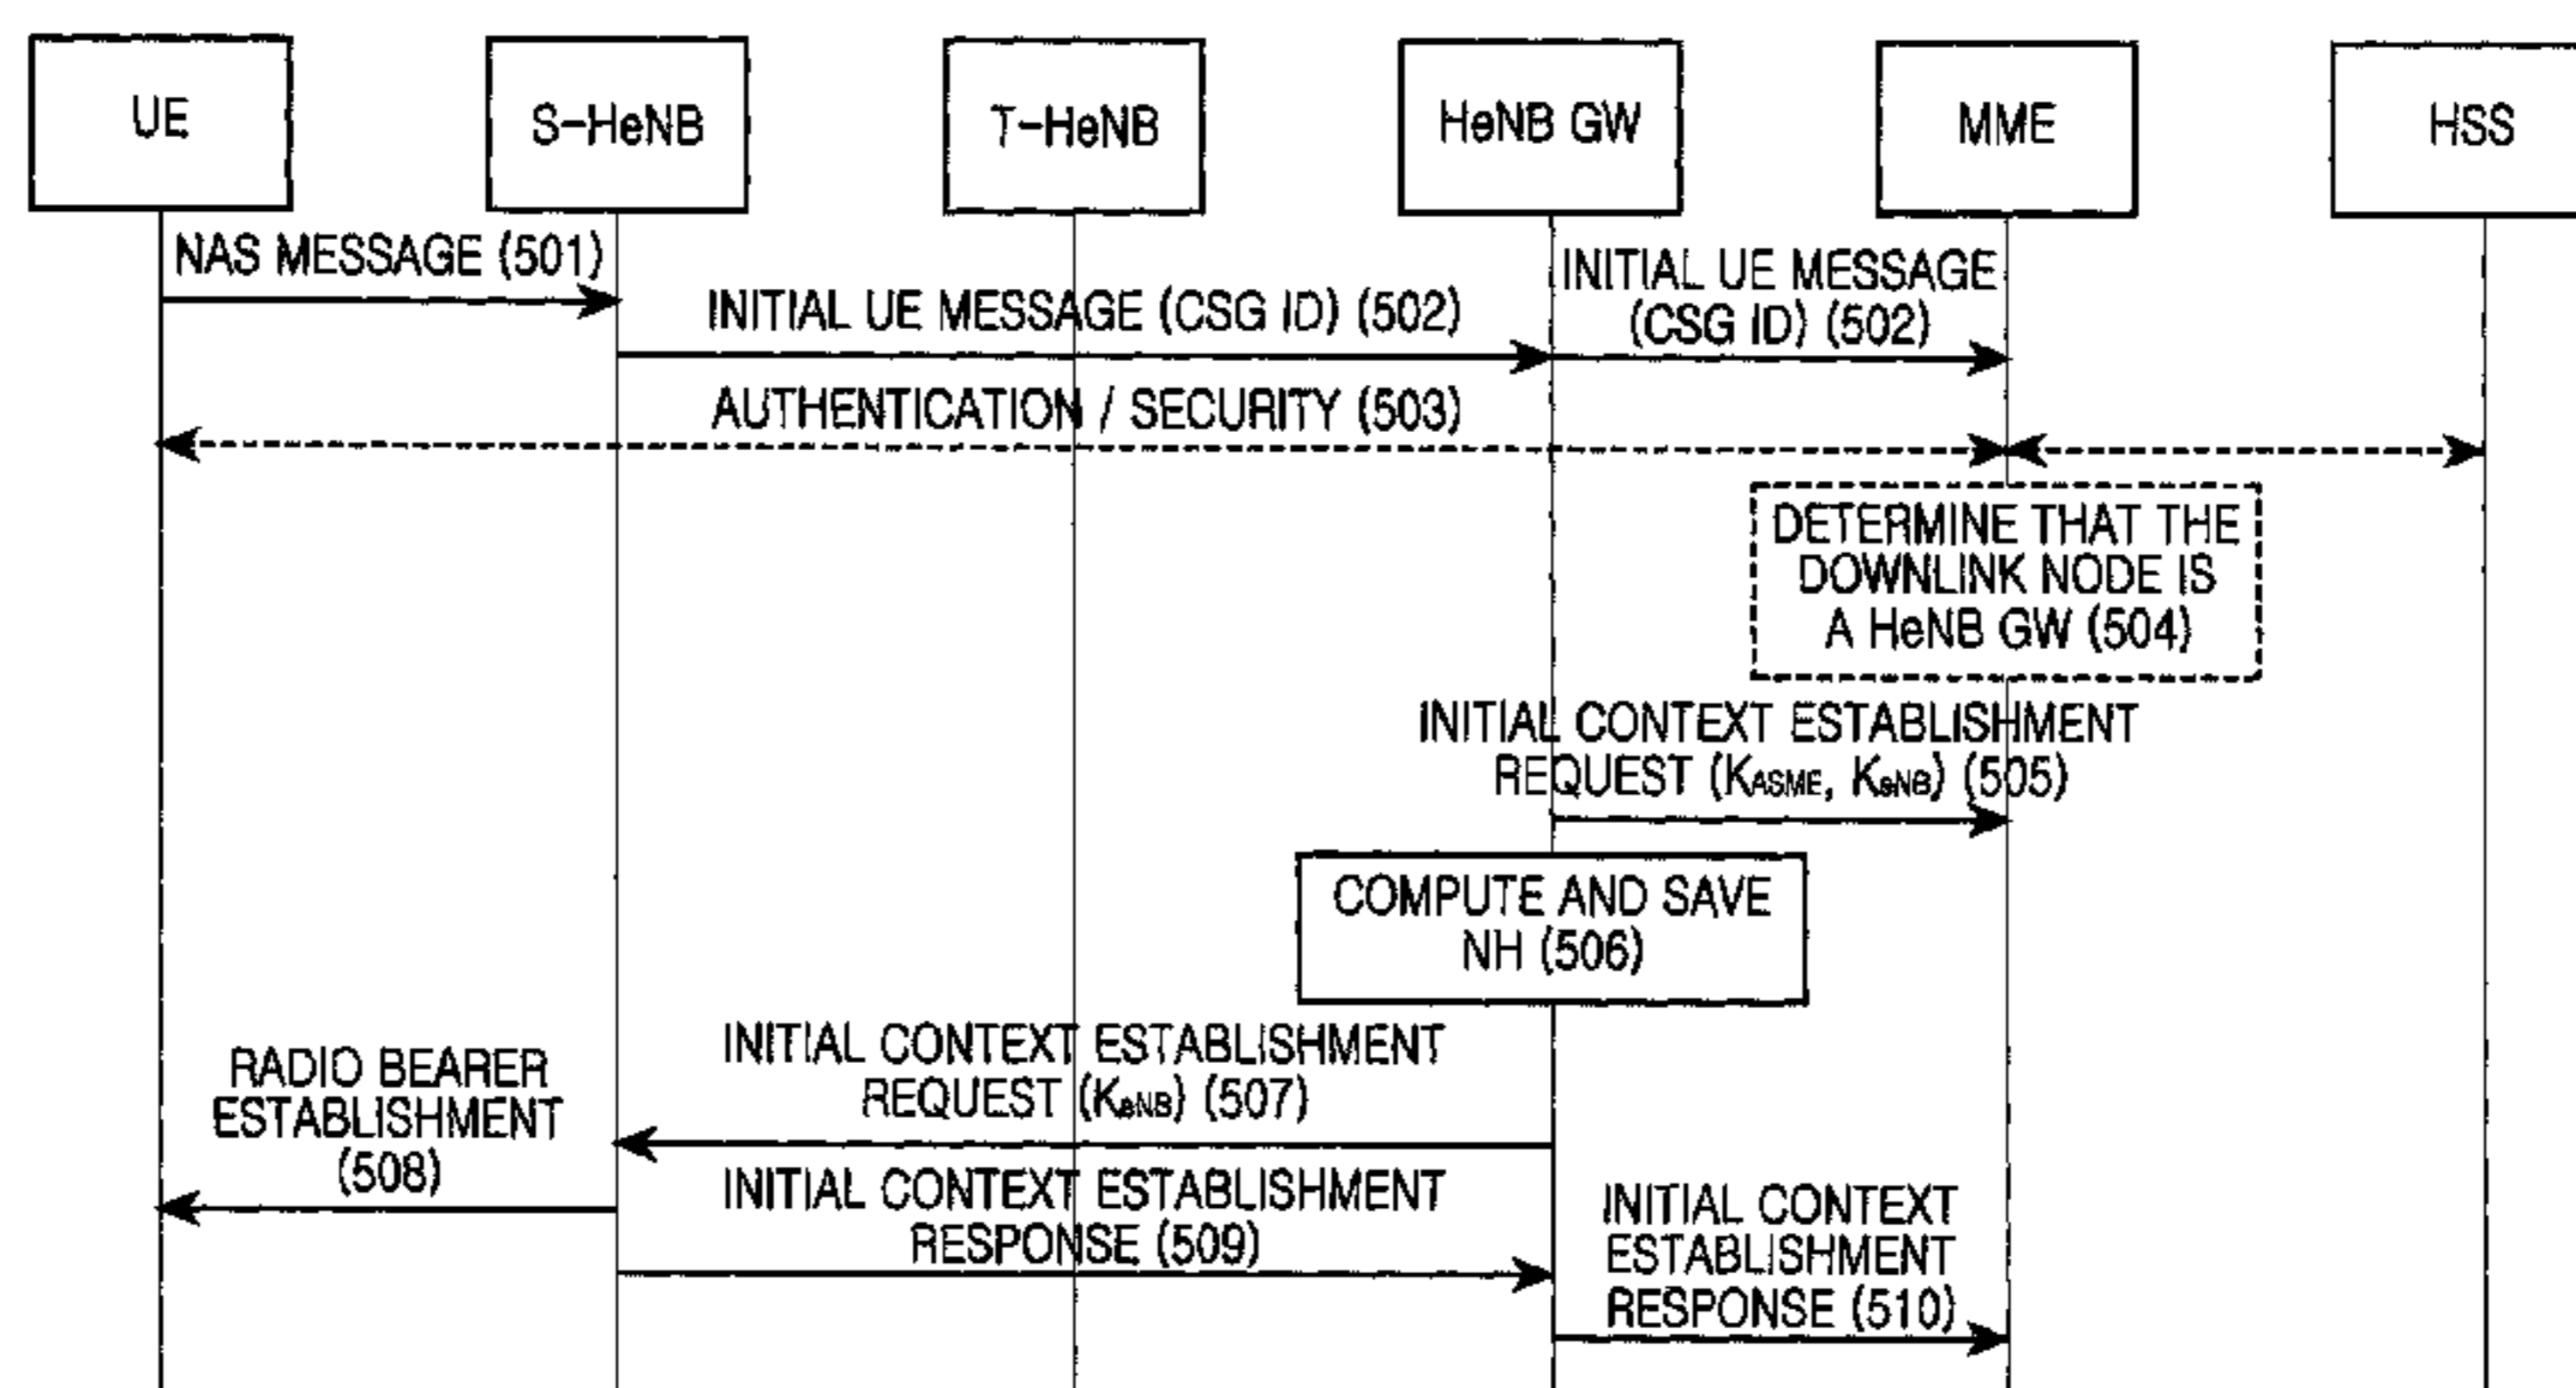 UE
S-HeNB
T-HeNB
HeNB GW
MME
HSS
NAS MESSAGE (501)
INITIAL UE MESSAGE (CSG ID) (502)
INITIAL UE MESSAGE
(CSG ID) (502)
AUTHENTICATION / SECURITY (503)
DETERMINE THAT THE
DOWNLINK NODE IS
A HeNB GW (504)
INITIAL CONTEXT ESTABLISHMENT
REQUEST (KASME, KeNB) (505)
COMPUTE AND SAVE
NH (506)
INITIAL CONTEXT ESTABLISHMENT
REQUEST (KeNB) (507)
RADIO BEARER
ESTABLISHMENT
(508)
INITIAL CONTEXT ESTABLISHMENT
RESPONSE (509)
INITIAL CONTEXT
ESTABLISHMENT
RESPONSE (510)